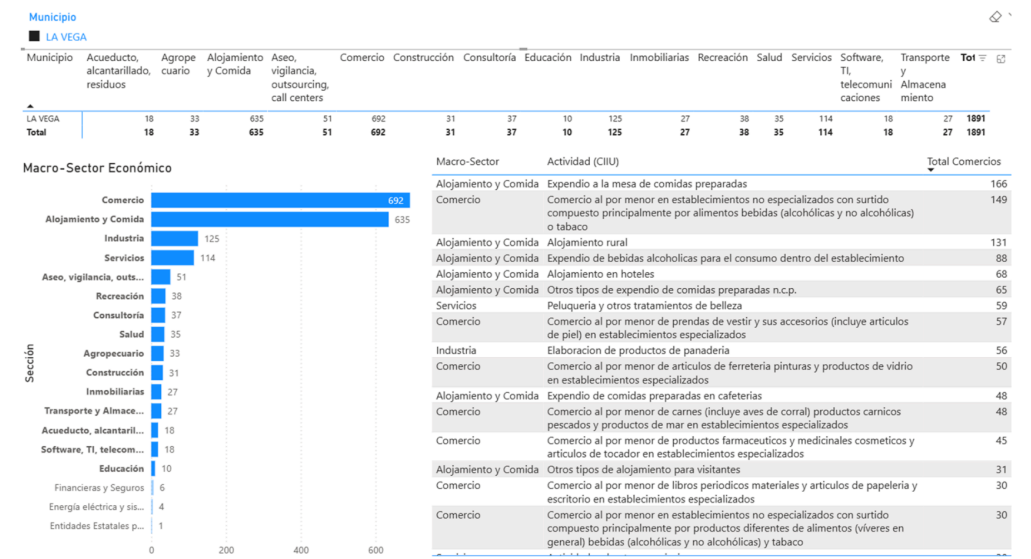 Municipio
LA VEGA
Municipio Acueducto, alcantarillado, residuos Agrope cuario Alojamiento y Comida Aseo, vigilancia, outsourcing, call centers Comercio Construcción Consultoría Educación Industria Inmobiliarias Recreación Salud Servicios Software, TI, telecomuni caciones Transporte y Almacena miento Tot
LA VEGA 18 33 635 51 692 31 37 10 125 27 38 35 114 18 27 1891
Total 18 33 635 51 692 31 37 10 125 27 38 35 114 18 27 1891
Macro-Sector Económico
Sección
Comercio 692
Alojamiento y Comida 635
Industria 125
Servicios 114
Aseo, vigilancia, outs... 51
Recreación 38
Consultoría 37
Salud 35
Agropecuario 33
Construcción 31
Inmobiliarias 27
Transporte y Almace... 27
Acueducto, alcantaril... 18
Software, TI, telecom... 18
Educación 10
Financieras y Seguros 6
Energía eléctrica y sis... 4
Entidades Estatales p... 1
0 200 400 600
Macro-Sector Actividad (CIIU) Total Comercios
Alojamiento y Comida Expendio a la mesa de comidas preparadas 166
Comercio Comercio al por menor en establecimientos no especializados con surtido 149
compuesto principalmente por alimentos bebidas (alcohólicas y no alcohólicas)
o tabaco
Alojamiento y Comida Alojamiento rural 131
Alojamiento y Comida Expendio de bebidas alcoholicas para el consumo dentro del establecimiento 88
Alojamiento y Comida Alojamiento en hoteles 68
Alojamiento y Comida Otros tipos de expendio de comidas preparadas n.c.p. 65
Servicios Peluqueria y otros tratamientos de belleza 59
Comercio Comercio al por menor de prendas de vestir y sus accesorios (incluye articulos 57
de piel) en establecimientos especializados
Industria Elaboracion de productos de panaderia 56
Comercio Comercio al por menor de articulos de ferreteria pinturas y productos de vidrio 50
en establecimientos especializados
Alojamiento y Comida Expendio de comidas preparadas en cafeterias 48
Comercio Comercio al por menor de carnes (incluye aves de corral) productos carnicos 48
pescados y productos de mar en establecimientos especializados
Comercio Comercio al por menor de productos farmaceuticos y medicinales cosmeticos y 45
articulos de tocador en establecimientos especializados
Alojamiento y Comida Otros tipos de alojamiento para visitantes 31
Comercio Comercio al por menor de libros periodicos materiales y articulos de papeleria y 30
escritorio en establecimientos especializados
Comercio Comercio al por menor en establecimientos no especializados con surtido 30
compuesto principalmente por productos diferentes de alimentos (víveres en
general) bebidas (alcohólicas y no alcohólicas) y tabaco